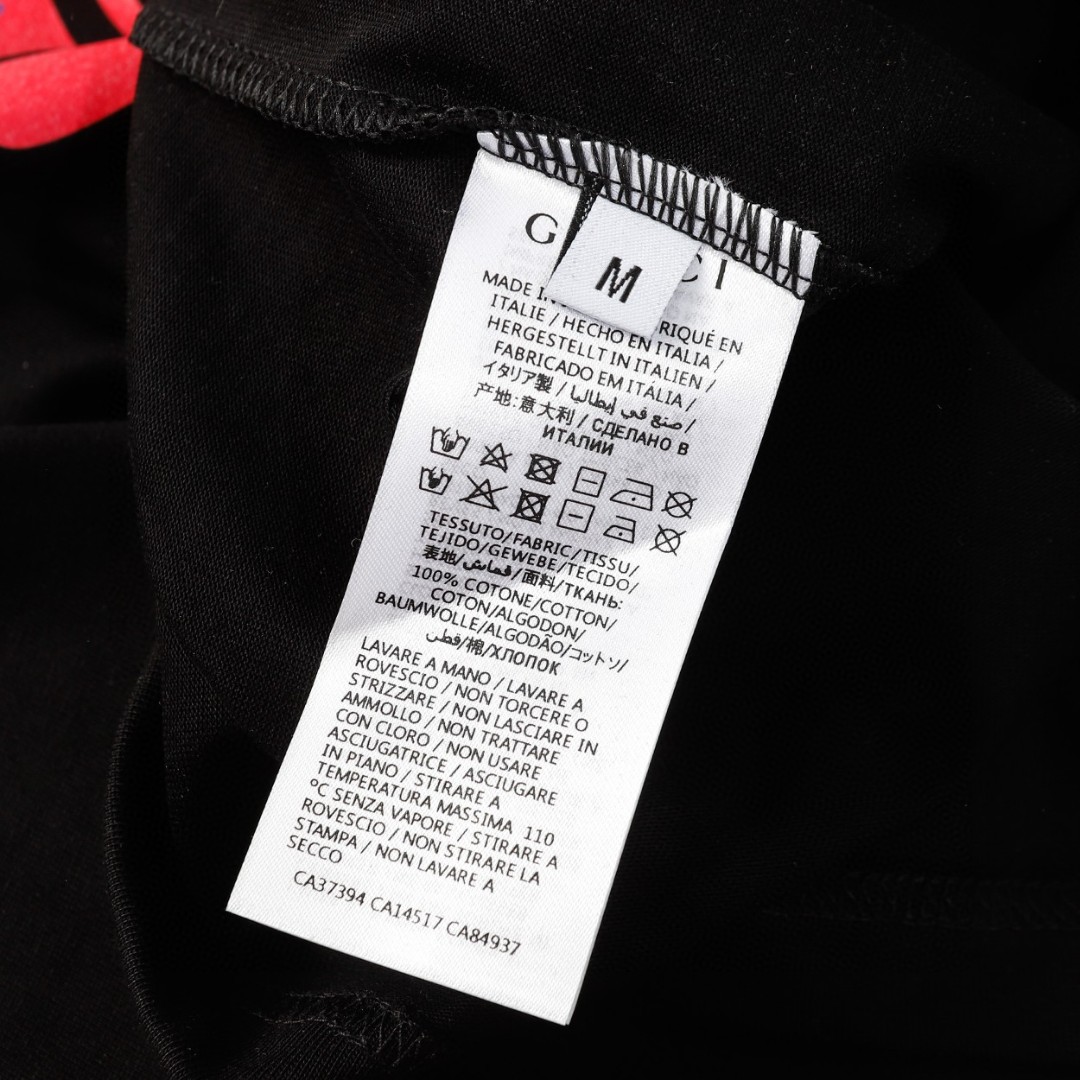 G CI
M
MADE IN RIQUÉ EN
ITALIE / HECHO EN ITALIA /
HERGESTELLT IN ITALIEN /
FABRICADO EM ITÁLIA /
イタリア製 / صنع في إيطاليا /
产地:意大利 / СДЕЛАНО В
ИТАЛИИ
TESSUTO/FABRIC/TISSU/
TEJIDO/GEWEBE/TECIDO/
表地/قماش/面料/ТКАНЬ:
100% COTONE/COTTON/
COTON/ALGODON/
BAUMWOLLE/ALGODÃO/コットン/
قطن/棉/ХЛОПОК
LAVARE A MANO / LAVARE A
ROVESCIO / NON TORCERE O
STRIZZARE / NON LASCIARE IN
AMMOLLO / NON TRATTARE
CON CLORO / NON USARE
ASCIUGATRICE / ASCIUGARE
IN PIANO / STIRARE A
TEMPERATURA MASSIMA 110
°C SENZA VAPORE / STIRARE A
ROVESCIO / NON STIRARE LA
STAMPA / NON LAVARE A
SECCO
CA37394 CA14517 CA84937